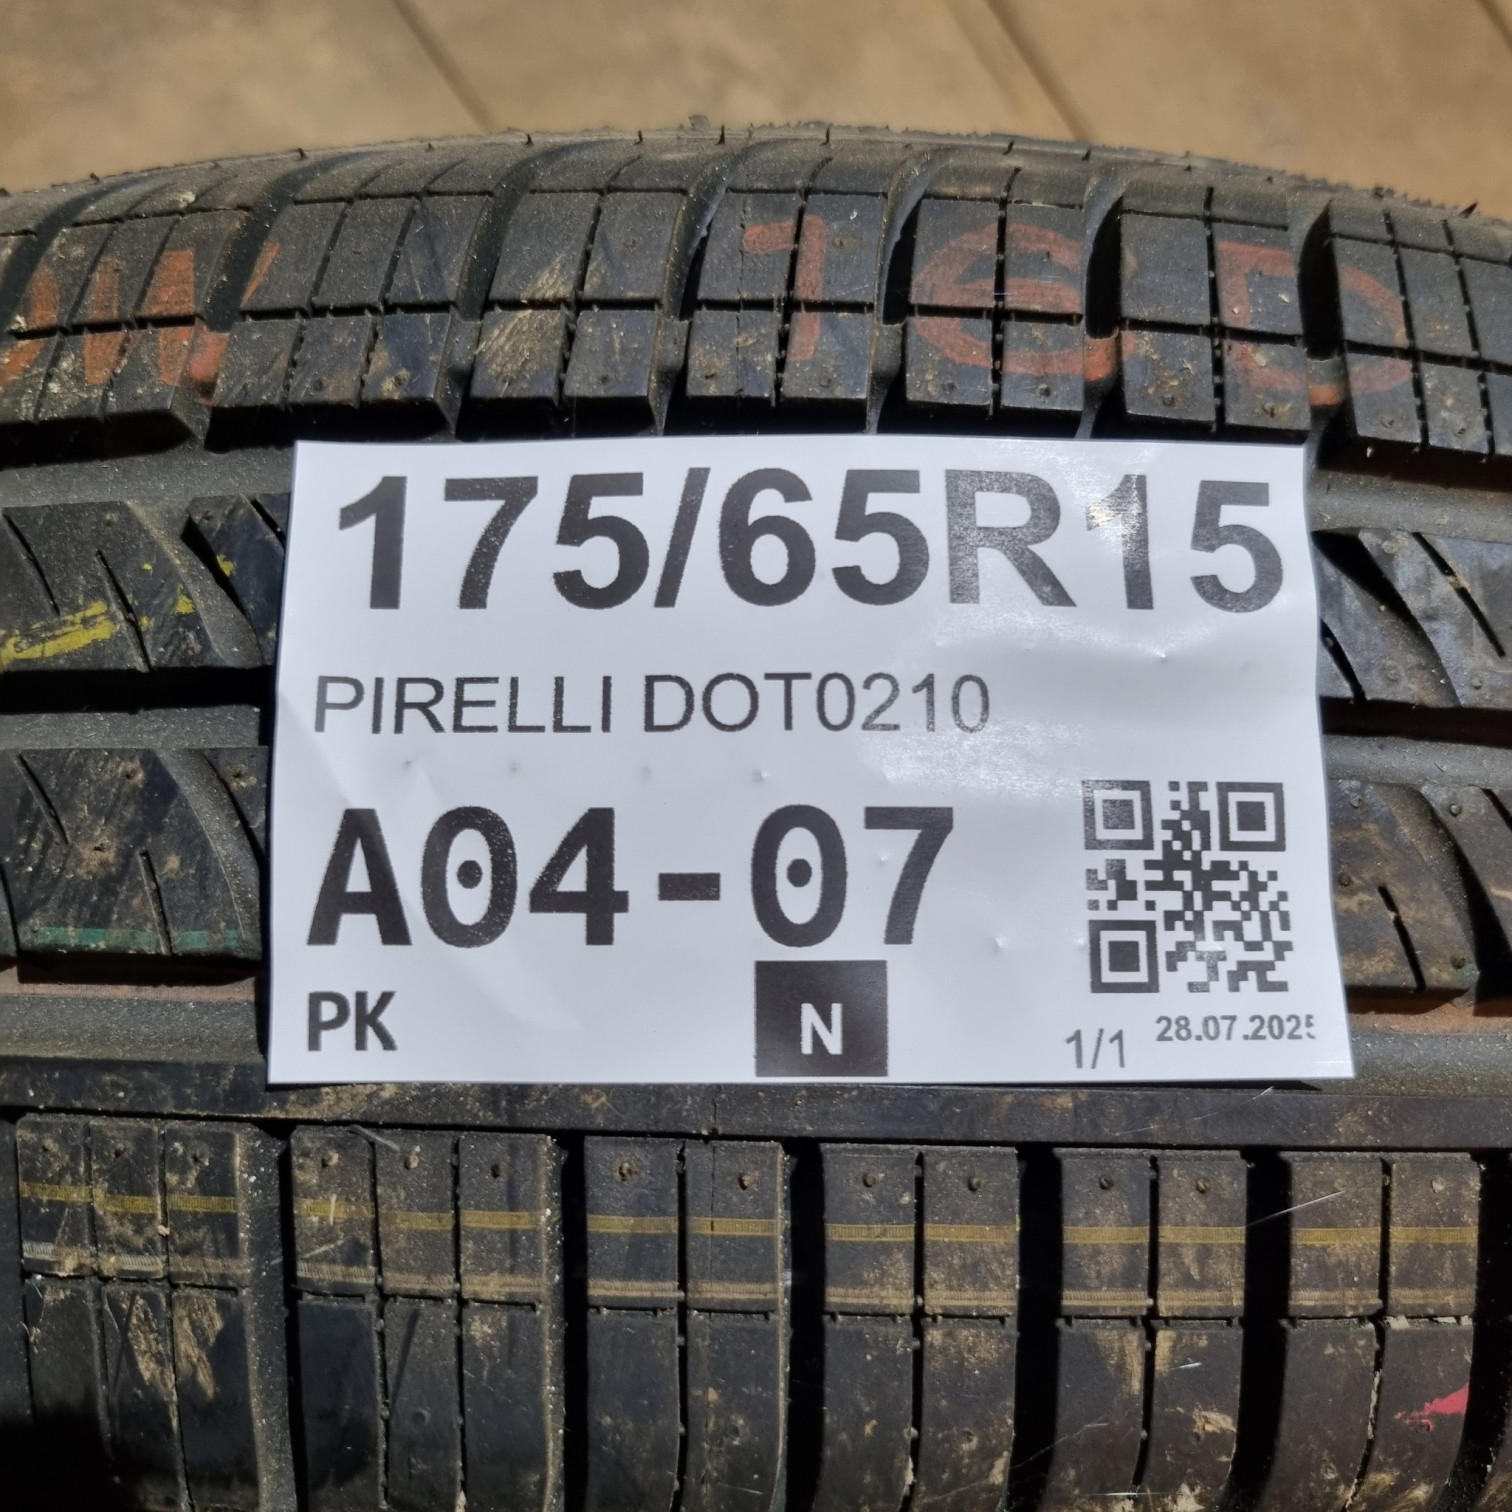 175/65R15
PIRELLI DOT0210
A04-07
PK
N
1/1
28.07.2025